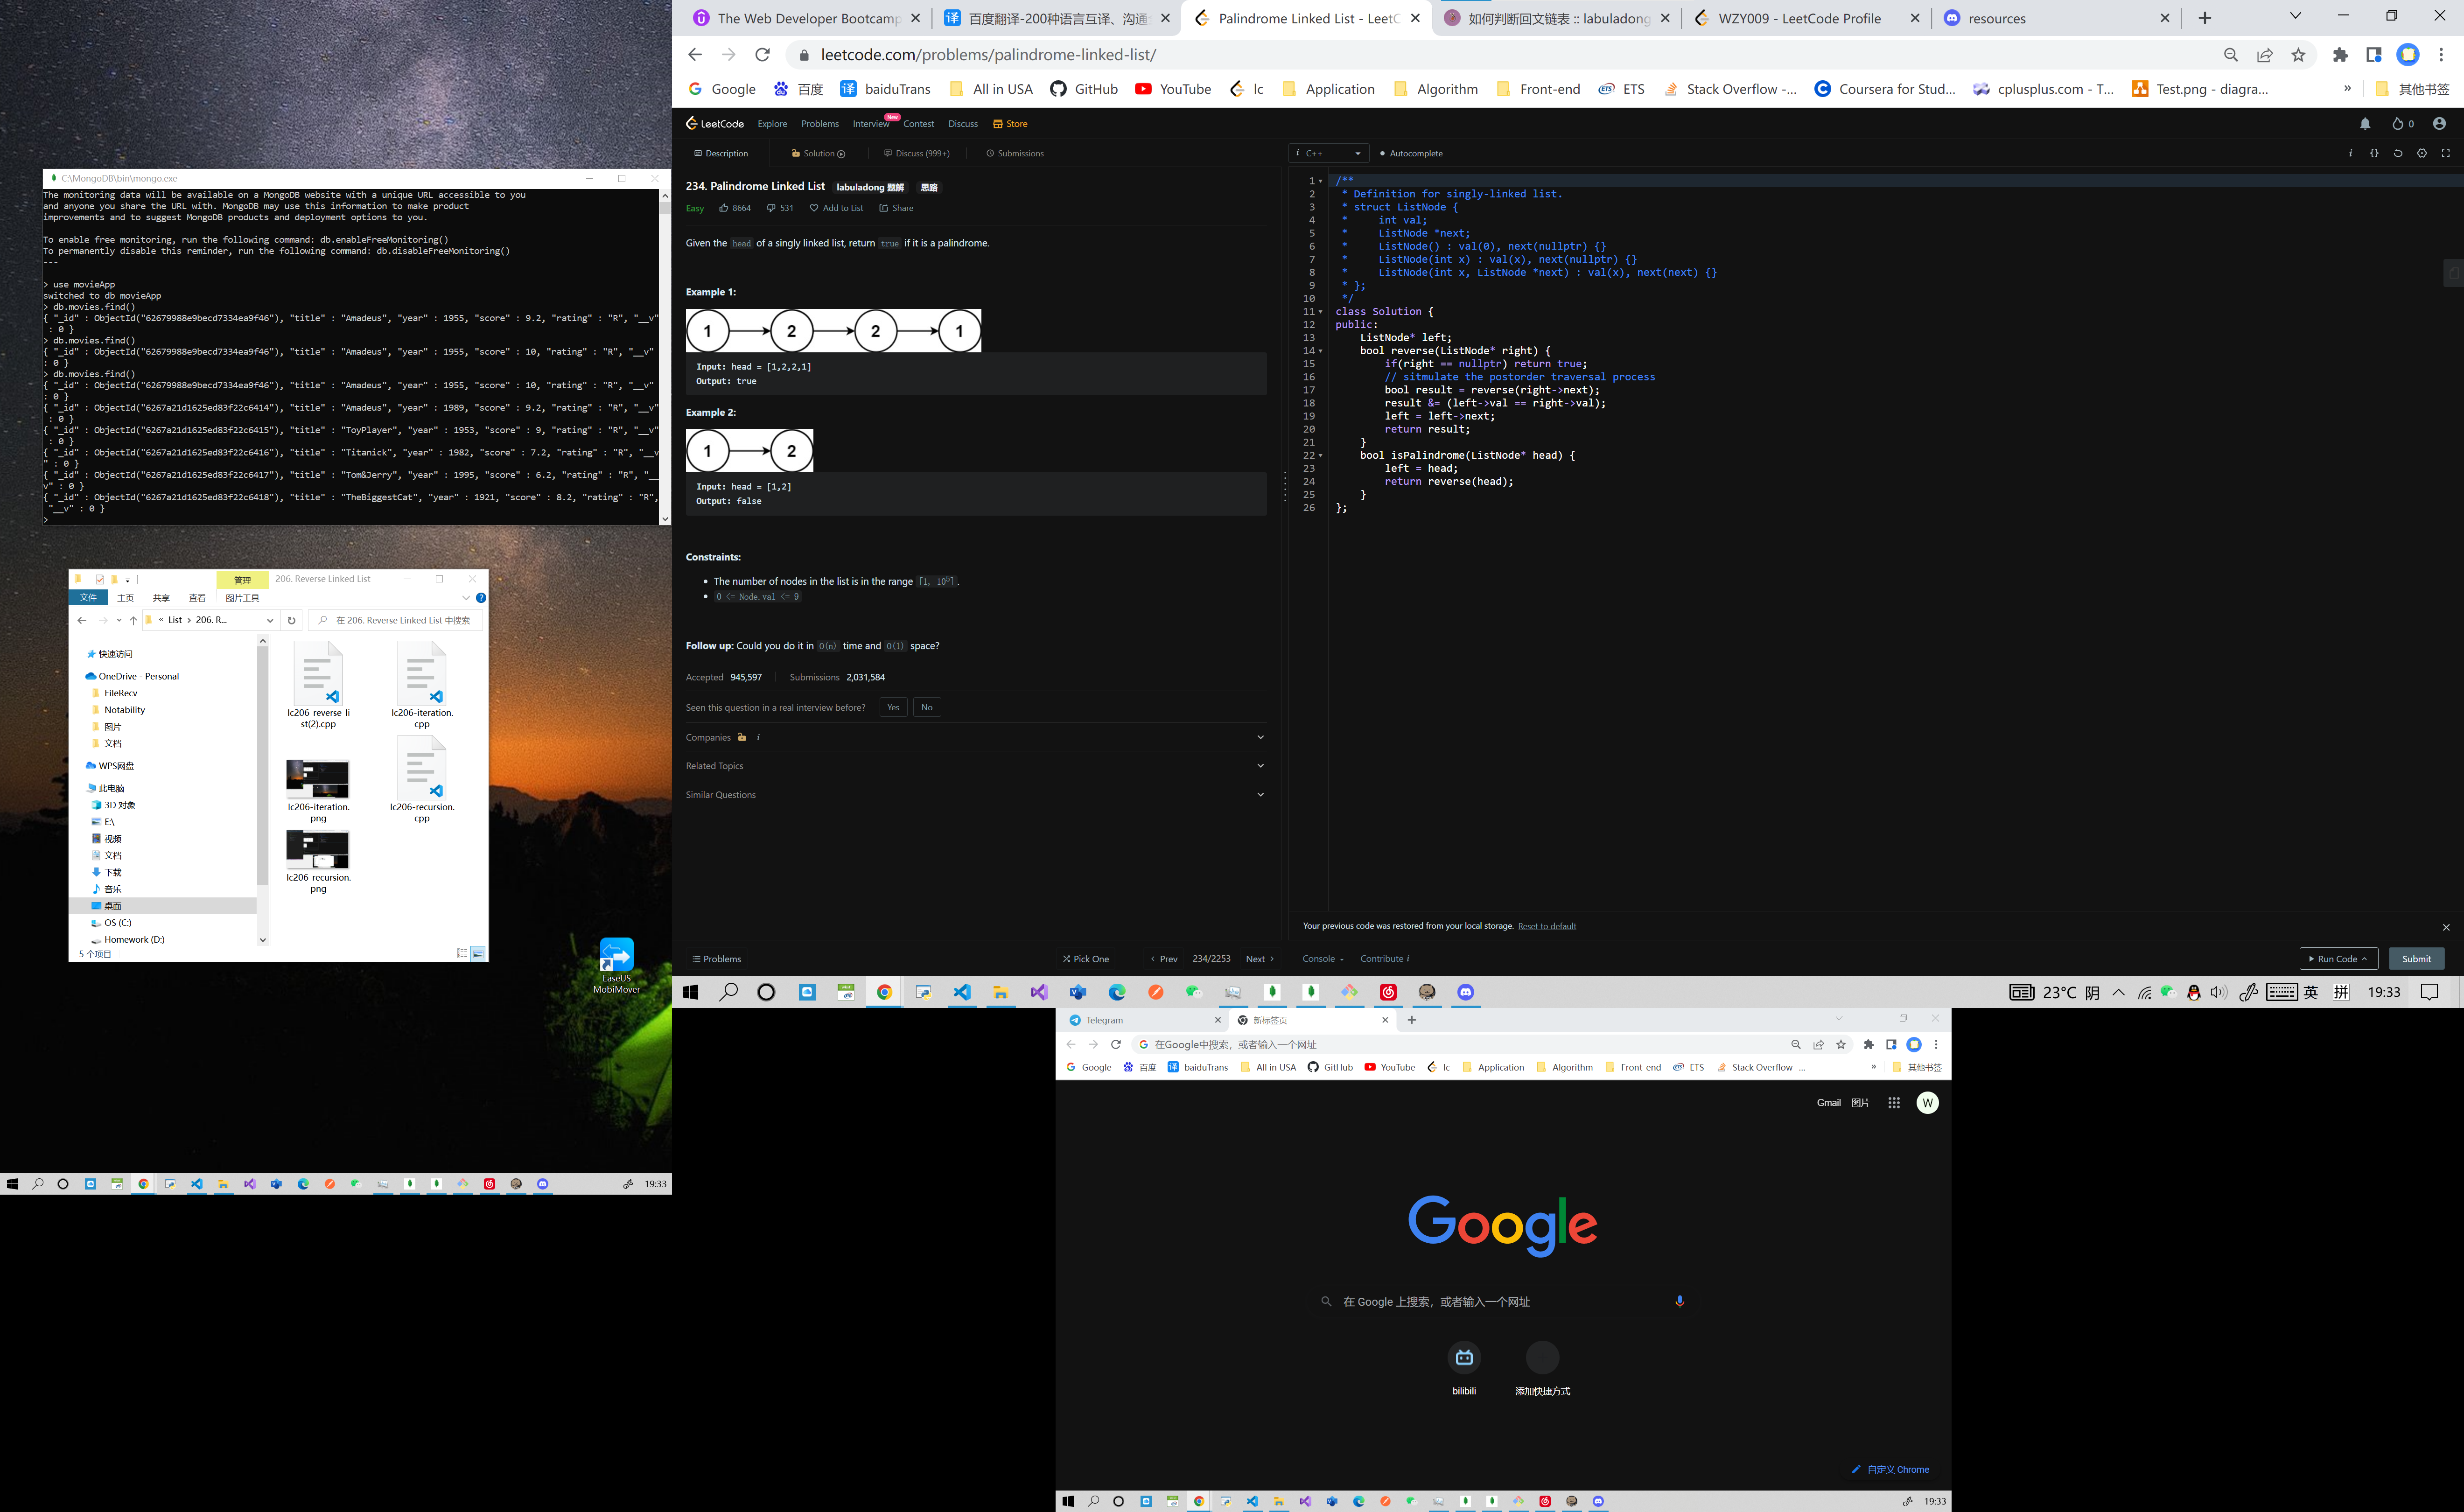 C:\MongoDB\bin\mongo.exe
The monitoring data will be available on a MongoDB website with a unique URL accessible to you
and anyone you share the URL with. MongoDB may use this information to make product
improvements and to suggest MongoDB products and deployment options to you.
To enable free monitoring, run the following command: db.enableFreeMonitoring()
To permanently disable this reminder, run the following command: db.disableFreeMonitoring()
---
> use movieApp
switched to db movieApp
> db.movies.find()
{ "_id" : ObjectId("62679988e9becd7334ea9f46"), "title" : "Amadeus", "year" : 1955, "score" : 9.2, "rating" : "R", "__v"
: 0 }
> db.movies.find()
{ "_id" : ObjectId("62679988e9becd7334ea9f46"), "title" : "Amadeus", "year" : 1955, "score" : 10, "rating" : "R", "__v"
: 0 }
> db.movies.find()
{ "_id" : ObjectId("62679988e9becd7334ea9f46"), "title" : "Amadeus", "year" : 1955, "score" : 10, "rating" : "R", "__v"
: 0 }
{ "_id" : ObjectId("6267a21d1625ed83f22c6414"), "title" : "Amadeus", "year" : 1989, "score" : 9.2, "rating" : "R", "__v"
: 0 }
{ "_id" : ObjectId("6267a21d1625ed83f22c6415"), "title" : "ToyPlayer", "year" : 1953, "score" : 9, "rating" : "R", "__v"
: 0 }
{ "_id" : ObjectId("6267a21d1625ed83f22c6416"), "title" : "Titanick", "year" : 1982, "score" : 7.2, "rating" : "R", "__v
" : 0 }
{ "_id" : ObjectId("6267a21d1625ed83f22c6417"), "title" : "Tom&Jerry", "year" : 1995, "score" : 6.2, "rating" : "R", "__
v" : 0 }
{ "_id" : ObjectId("6267a21d1625ed83f22c6418"), "title" : "TheBiggestCat", "year" : 1921, "score" : 8.2, "rating" : "R",
"__v" : 0 }
>
管理 206. Reverse Linked List
文件 主页 共享 查看 图片工具
« List › 206. R... 在 206. Reverse Linked List 中搜索
快速访问
OneDrive - Personal
FileRecv
Notability
图片
文档
WPS网盘
此电脑
3D 对象
E:\
视频
文档
下载
音乐
桌面
OS (C:)
Homework (D:)
5 个项目
lc206_reverse_li
st(2).cpp
lc206-iteration.
cpp
lc206-iteration.
png
lc206-recursion.
cpp
lc206-recursion.
png
EaseUS
MobiMover
19:33
The Web Developer Bootcamp 百度翻译-200种语言互译、沟通 Palindrome Linked List - LeetC 如何判断回文链表 :: labuladong WZY009 - LeetCode Profile resources
leetcode.com/problems/palindrome-linked-list/
Google 百度 译 baiduTrans All in USA GitHub YouTube lc Application Algorithm Front-end ETS Stack Overflow -... Coursera for Stud... cplusplus.com - T... Test.png - diagra... » 其他书签
LeetCode Explore Problems Interview New Contest Discuss Store 0
Description Solution Discuss (999+) Submissions
234. Palindrome Linked List labuladong 題解 思路
Easy 8664 531 Add to List Share
Given the head of a singly linked list, return true if it is a palindrome.
Example 1:
1 2 2 1
Input: head = [1,2,2,1]
Output: true
Example 2:
1 2
Input: head = [1,2]
Output: false
Constraints:
• The number of nodes in the list is in the range [1, 10⁵].
• 0 <= Node.val <= 9
Follow up: Could you do it in O(n) time and O(1) space?
Accepted 945,597 Submissions 2,031,584
Seen this question in a real interview before? Yes No
Companies i
Related Topics
Similar Questions
Problems Pick One Prev 234/2253 Next
i C++ • Autocomplete
1 /**
2 * Definition for singly-linked list.
3 * struct ListNode {
4 * int val;
5 * ListNode *next;
6 * ListNode() : val(0), next(nullptr) {}
7 * ListNode(int x) : val(x), next(nullptr) {}
8 * ListNode(int x, ListNode *next) : val(x), next(next) {}
9 * };
10 */
11 class Solution {
12 public:
13 ListNode* left;
14 bool reverse(ListNode* right) {
15 if(right == nullptr) return true;
16 // sitmulate the postorder traversal process
17 bool result = reverse(right->next);
18 result &= (left->val == right->val);
19 left = left->next;
20 return result;
21 }
22 bool isPalindrome(ListNode* head) {
23 left = head;
24 return reverse(head);
25 }
26 };
Your previous code was restored from your local storage. Reset to default
Console Contribute i Run Code Submit
23°C 阴 英 拼 19:33
Telegram 新标签页
在Google中搜索，或者输入一个网址
Google 百度 译 baiduTrans All in USA GitHub YouTube lc Application Algorithm Front-end ETS Stack Overflow -... » 其他书签
Gmail 图片 W
Google
在 Google 上搜索，或者输入一个网址
bilibili 添加快捷方式
自定义 Chrome
19:33